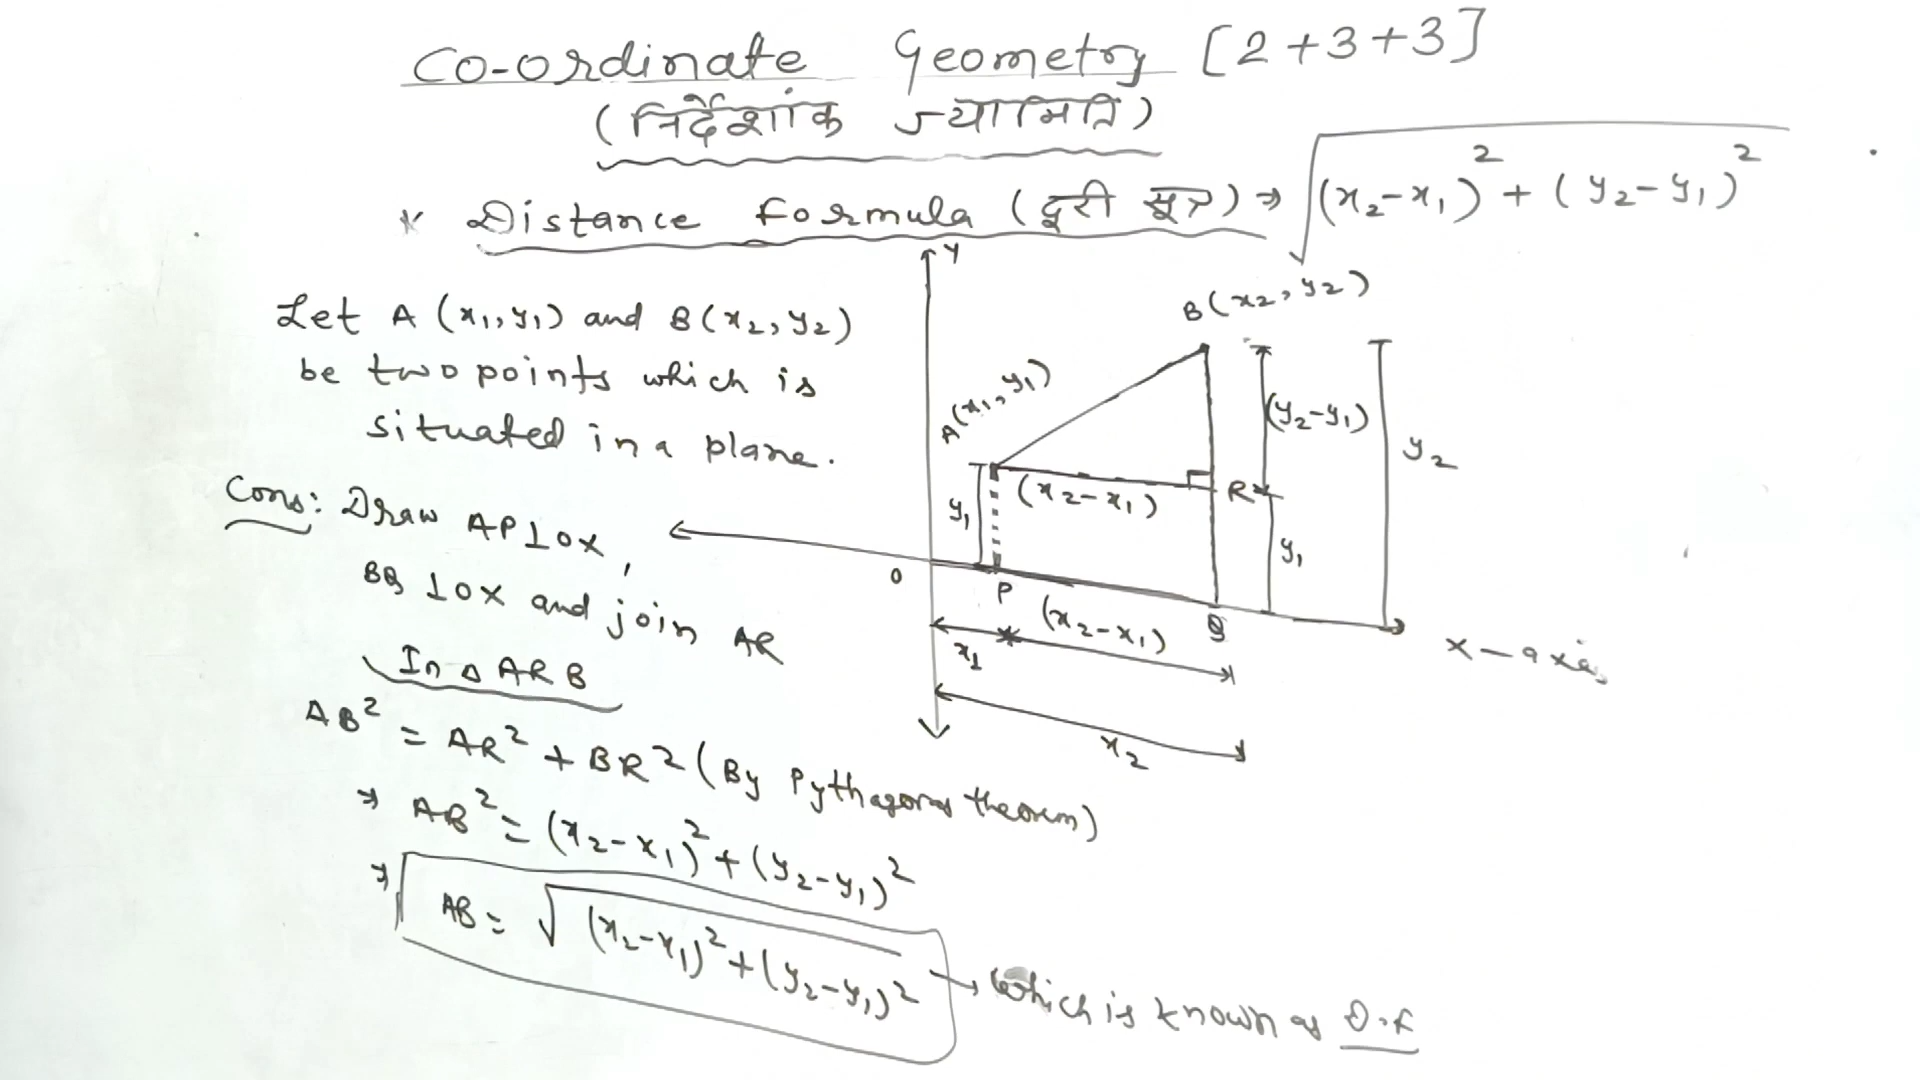 Co-ordinate Geometry [2+3+3]
(निर्देशांक ज्यामिति)
* Distance formula (दूरी सूत्र) → √(x₂-x₁)² + (y₂-y₁)²
Let A (x₁, y₁) and B(x₂, y₂)
be two points which is
situated in a plane.
Cons: Draw AP⊥OX,
BQ ⊥OX and join AR
In △ ARB
AB² = AR² + BR² (By Pythagoras theorem)
⇒ AB² = (x₂-x₁)² + (y₂-y₁)²
⇒ AB = √(x₂-x₁)² + (y₂-y₁)² → Which is known as D.F
Y
B(x₂, y₂)
A(x₁, y₁)
(y₂-y₁)
y₂
(x₂-x₁)
R
y₁
y₁
O
P
(x₂-x₁)
Q
x₁
X-axis
x₂